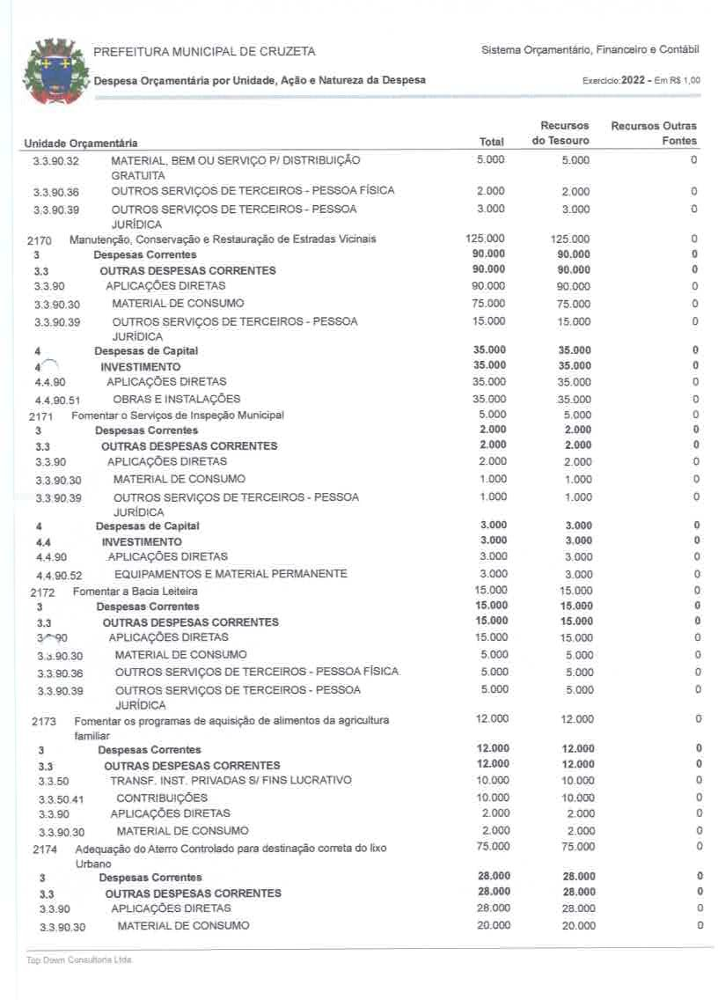 PREFEITURA MUNICIPAL DE CRUZETA Sistema Orçamentário, Financeiro e Contábil
Despesa Orçamentária por Unidade, Ação e Natureza da Despesa Exercício:2022 - Em R$ 1,00
Recursos Recursos Outras
Unidade Orçamentária Total do Tesouro Fontes
3.3.90.32 MATERIAL, BEM OU SERVIÇO P/ DISTRIBUIÇÃO 5.000 5.000 0
GRATUITA
3.3.90.36 OUTROS SERVIÇOS DE TERCEIROS - PESSOA FÍSICA 2.000 2.000 0
3.3.90.39 OUTROS SERVIÇOS DE TERCEIROS - PESSOA 3.000 3.000 0
JURÍDICA
2170 Manutenção, Conservação e Restauração de Estradas Vicinais 125.000 125.000 0
3 Despesas Correntes 90.000 90.000 0
3.3 OUTRAS DESPESAS CORRENTES 90.000 90.000 0
3.3.90 APLICAÇÕES DIRETAS 90.000 90.000 0
3.3.90.30 MATERIAL DE CONSUMO 75.000 75.000 0
3.3.90.39 OUTROS SERVIÇOS DE TERCEIROS - PESSOA 15.000 15.000 0
JURÍDICA
4 Despesas de Capital 35.000 35.000 0
4 INVESTIMENTO 35.000 35.000 0
4.4.90 APLICAÇÕES DIRETAS 35.000 35.000 0
4.4.90.51 OBRAS E INSTALAÇÕES 35.000 35.000 0
2171 Fomentar o Serviços de Inspeção Municipal 5.000 5.000 0
3 Despesas Correntes 2.000 2.000 0
3.3 OUTRAS DESPESAS CORRENTES 2.000 2.000 0
3.3.90 APLICAÇÕES DIRETAS 2.000 2.000 0
3.3.90.30 MATERIAL DE CONSUMO 1.000 1.000 0
3.3.90.39 OUTROS SERVIÇOS DE TERCEIROS - PESSOA 1.000 1.000 0
JURÍDICA
4 Despesas de Capital 3.000 3.000 0
4.4 INVESTIMENTO 3.000 3.000 0
4.4.90 APLICAÇÕES DIRETAS 3.000 3.000 0
4.4.90.52 EQUIPAMENTOS E MATERIAL PERMANENTE 3.000 3.000 0
2172 Fomentar a Bacia Leiteira 15.000 15.000 0
3 Despesas Correntes 15.000 15.000 0
3.3 OUTRAS DESPESAS CORRENTES 15.000 15.000 0
3 90 APLICAÇÕES DIRETAS 15.000 15.000 0
3.3.90.30 MATERIAL DE CONSUMO 5.000 5.000 0
3.3.90.36 OUTROS SERVIÇOS DE TERCEIROS - PESSOA FÍSICA 5.000 5.000 0
3.3.90.39 OUTROS SERVIÇOS DE TERCEIROS - PESSOA 5.000 5.000 0
JURÍDICA
2173 Fomentar os programas de aquisição de alimentos da agricultura 12.000 12.000 0
familiar
3 Despesas Correntes 12.000 12.000 0
3.3 OUTRAS DESPESAS CORRENTES 12.000 12.000 0
3.3.50 TRANSF. INST. PRIVADAS S/ FINS LUCRATIVO 10.000 10.000 0
3.3.50.41 CONTRIBUIÇÕES 10.000 10.000 0
3.3.90 APLICAÇÕES DIRETAS 2.000 2.000 0
3.3.90.30 MATERIAL DE CONSUMO 2.000 2.000 0
2174 Adequação do Aterro Controlado para destinação correta do lixo 75.000 75.000 0
Urbano
3 Despesas Correntes 28.000 28.000 0
3.3 OUTRAS DESPESAS CORRENTES 28.000 28.000 0
3.3.90 APLICAÇÕES DIRETAS 28.000 28.000 0
3.3.90.30 MATERIAL DE CONSUMO 20.000 20.000 0
Top Down Consultoria Ltda.